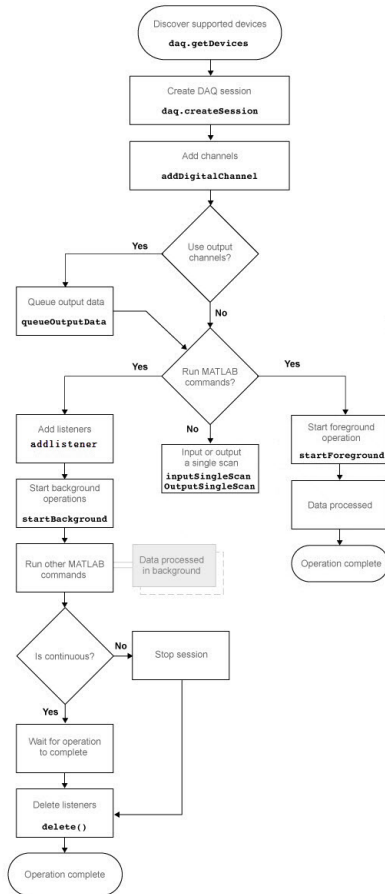 Discover supported devices
daq.getDevices
Create DAQ session
daq.createSession
Add channels
addDigitalChannel
Yes
Use output
channels?
Queue output data
queueOutputData
No
Yes
Run MATLAB
commands?
Yes
Add listeners
addlistener
No
Input or output
a single scan
inputSingleScan
OutputSingleScan
Start foreground
operation
startForeground
Start background
operations
startBackground
Data processed
Run other MATLAB
commands
Data processed
in background
Operation complete
Is continuous?
No
Stop session
Yes
Wait for operation
to complete
Delete listeners
delete()
Operation complete